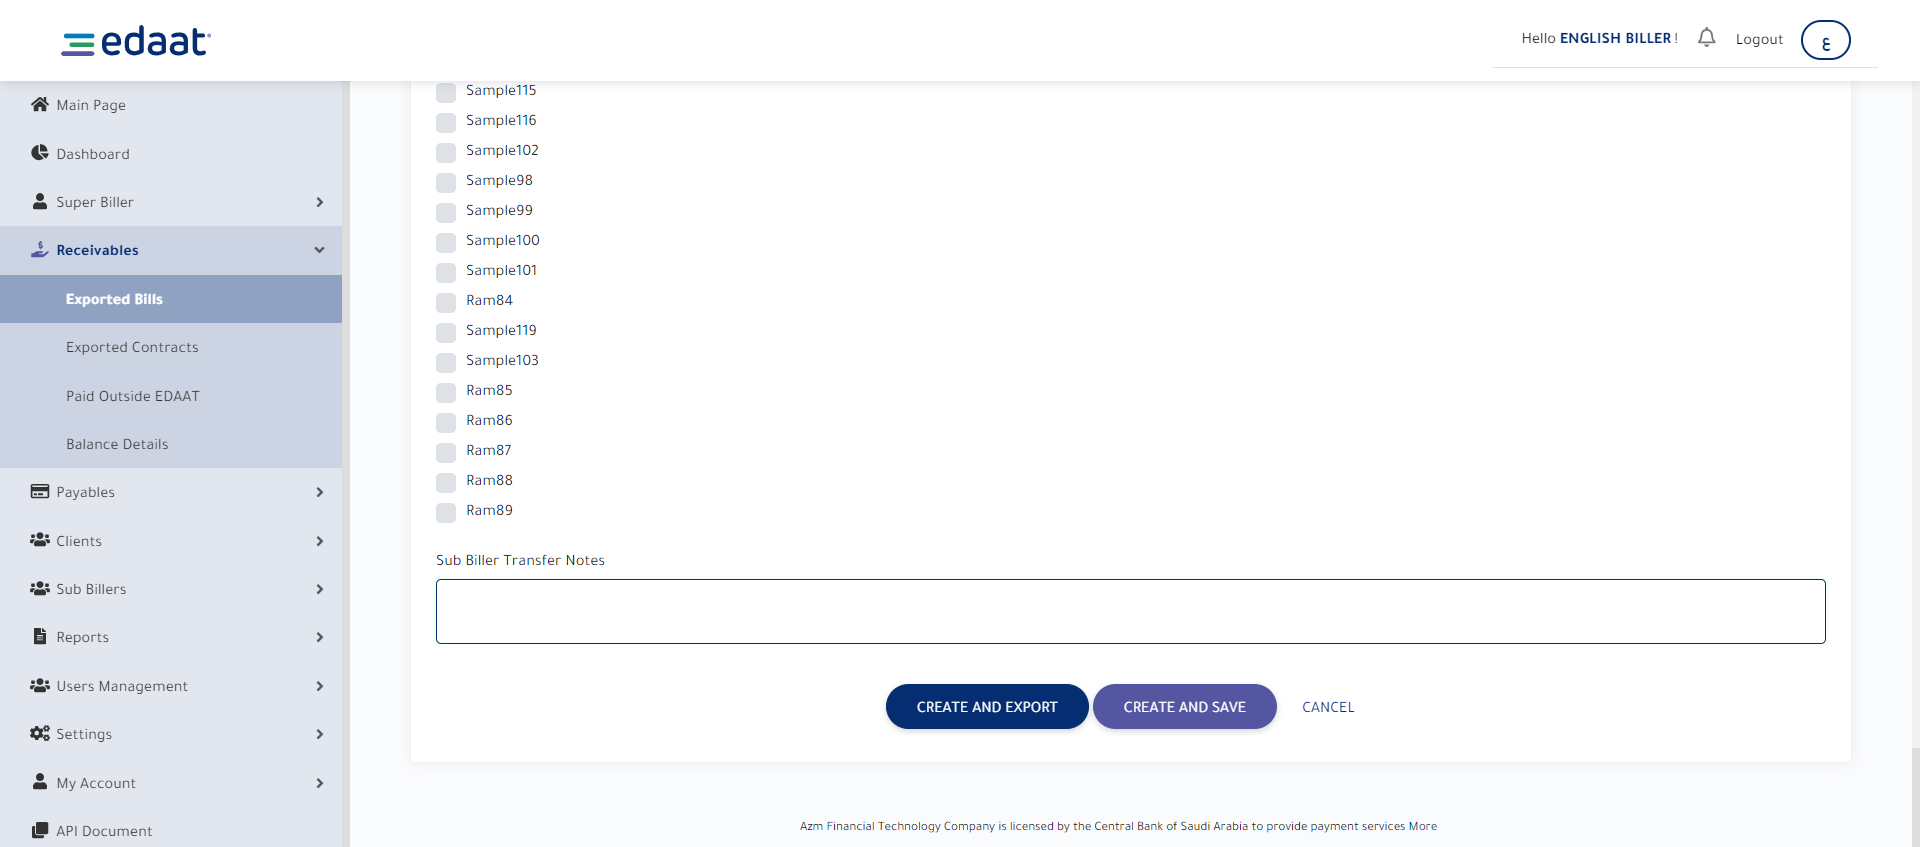 edaat
Hello ENGLISH BILLER !
Logout
ع
Main Page
Dashboard
Super Biller
Receivables
Exported Bills
Exported Contracts
Paid Outside EDAAT
Balance Details
Payables
Clients
Sub Billers
Reports
Users Management
Settings
My Account
API Document
Sample115
Sample116
Sample102
Sample98
Sample99
Sample100
Sample101
Ram84
Sample119
Sample103
Ram85
Ram86
Ram87
Ram88
Ram89
Sub Biller Transfer Notes
CREATE AND EXPORT
CREATE AND SAVE
CANCEL
Azm Financial Technology Company is licensed by the Central Bank of Saudi Arabia to provide payment services More